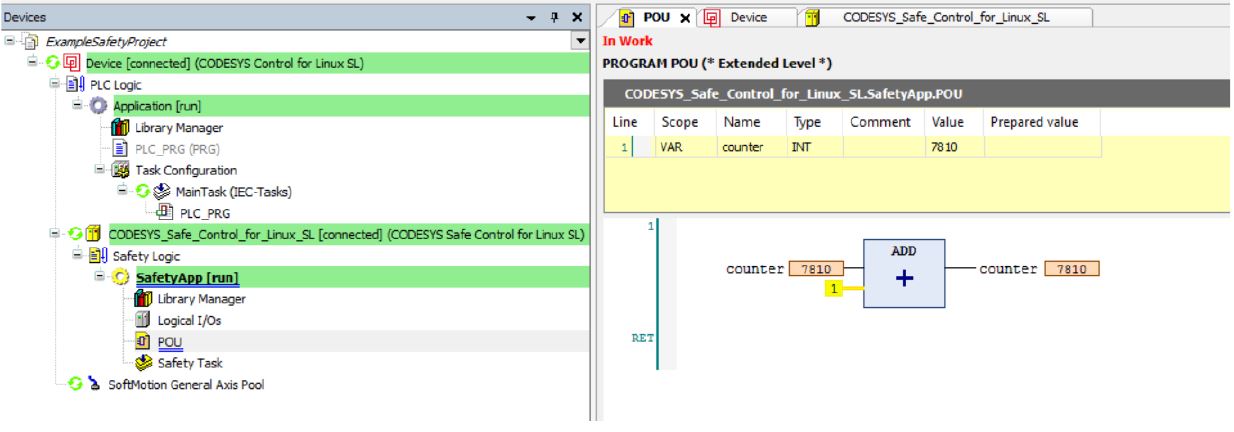 Devices
ExampleSafetyProject
Device [connected] (CODESYS Control for Linux SL)
PLC Logic
Application [run]
Library Manager
PLC_PRG (PRG)
Task Configuration
MainTask (IEC-Tasks)
PLC_PRG
CODESYS_Safe_Control_for_Linux_SL [connected] (CODESYS Safe Control for Linux SL)
Safety Logic
SafetyApp [run]
Library Manager
Logical I/Os
POU
Safety Task
SoftMotion General Axis Pool
POU Device CODESYS_Safe_Control_for_Linux_SL
In Work
PROGRAM POU (* Extended Level *)
CODESYS_Safe_Control_for_Linux_SL.SafetyApp.POU
Line Scope Name Type Comment Value Prepared value
1 VAR counter INT 7810
1
ADD
counter 7810 + counter 7810
1
RET